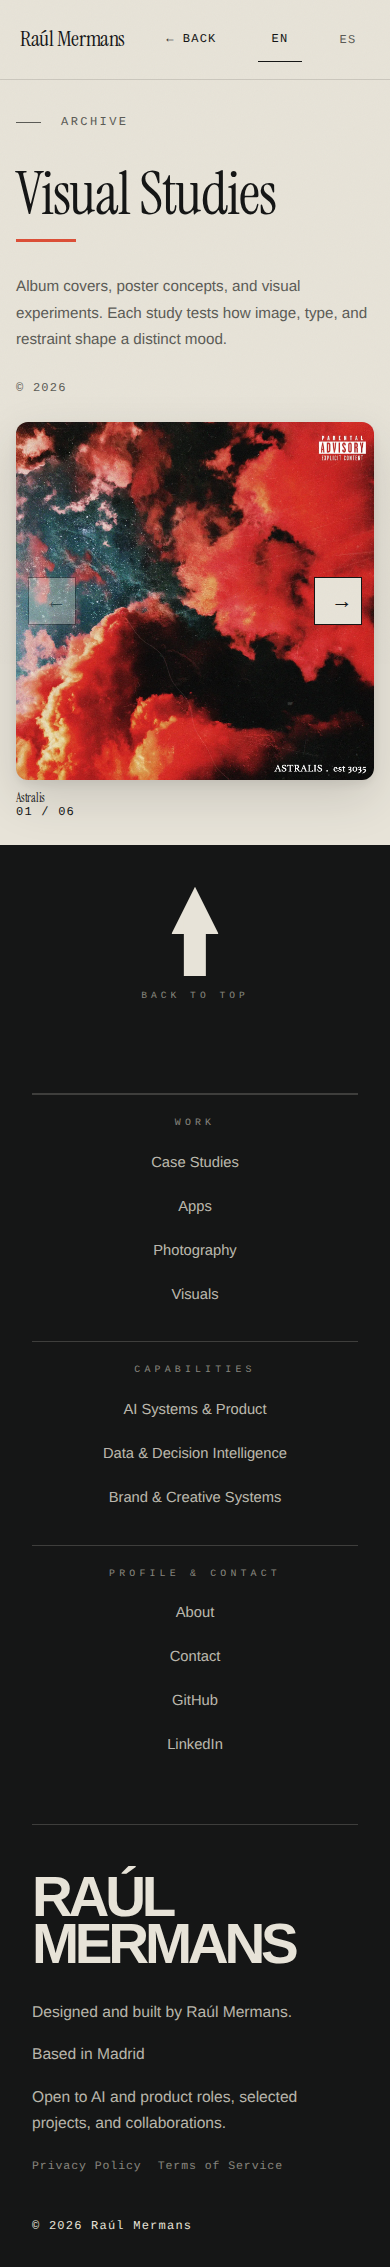 Raúl Mermans
← BACK
EN
ES
ARCHIVE
Visual Studies
Album covers, poster concepts, and visual
experiments. Each study tests how image, type, and
restraint shape a distinct mood.
© 2026
PARENTAL
ADVISORY
EXPLICIT CONTENT
←
→
ASTRALIS . est 3035
Astralis
01 / 06
BACK TO TOP
WORK
Case Studies
Apps
Photography
Visuals
CAPABILITIES
AI Systems & Product
Data & Decision Intelligence
Brand & Creative Systems
PROFILE & CONTACT
About
Contact
GitHub
LinkedIn
RAÚL
MERMANS
Designed and built by Raúl Mermans.
Based in Madrid
Open to AI and product roles, selected
projects, and collaborations.
Privacy Policy Terms of Service
© 2026 Raúl Mermans